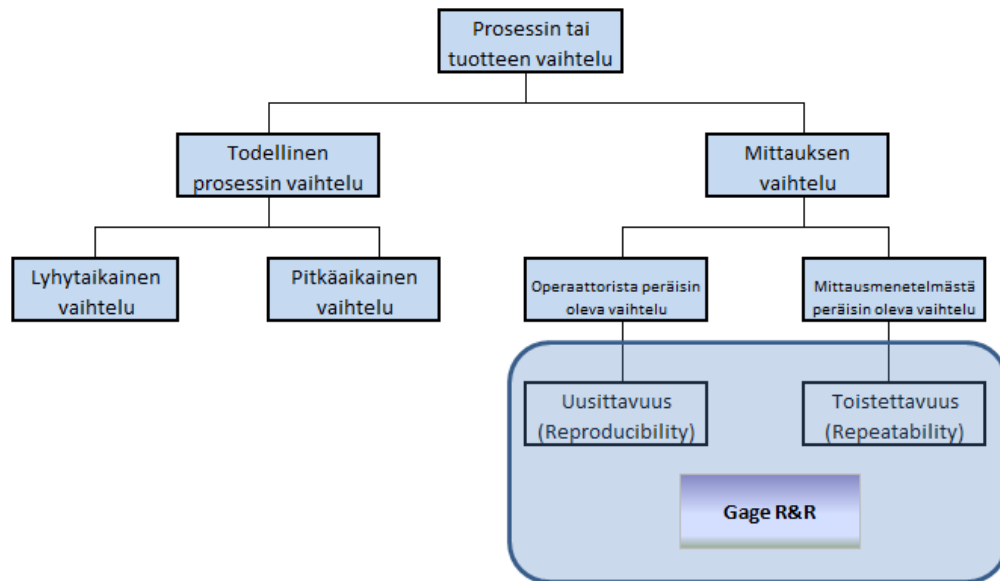 Prosessin tai
tuotteen vaihtelu
Todellinen
prosessin vaihtelu
Mittauksen
vaihtelu
Lyhytaikainen
vaihtelu
Pitkäaikainen
vaihtelu
Operaattorista peräisin
oleva vaihtelu
Mittausmenetelmästä
peräisin oleva vaihtelu
Uusittavuus
(Reproducibility)
Toistettavuus
(Repeatability)
Gage R&R